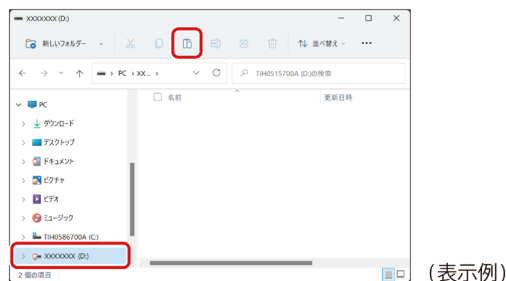 XXXXXXX (D:)
新しいフォルダー
並べ替え
PC › XX... ›
TIH0515700A (D:)の検索
名前
更新日時
PC
ダウンロード
デスクトップ
ドキュメント
ピクチャ
ビデオ
ミュージック
TIH0586700A (C:)
XXXXXXX (D:)
2 個の項目
(表示例)